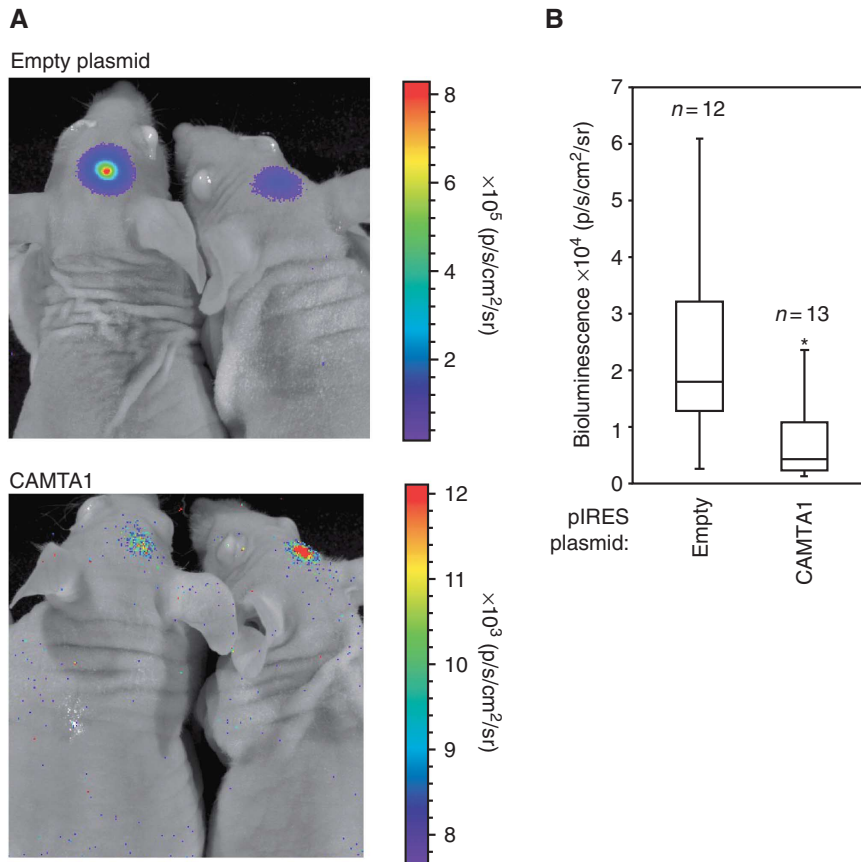 A
Empty plasmid
8
6
4
2
×10⁵ (p/s/cm²/sr)
CAMTA1
12
11
10
9
8
×10³ (p/s/cm²/sr)
B
Bioluminescence ×10⁴ (p/s/cm²/sr)
7
6
5
4
3
2
1
0
n=12
n=13
*
pIRES
plasmid:
Empty
CAMTA1